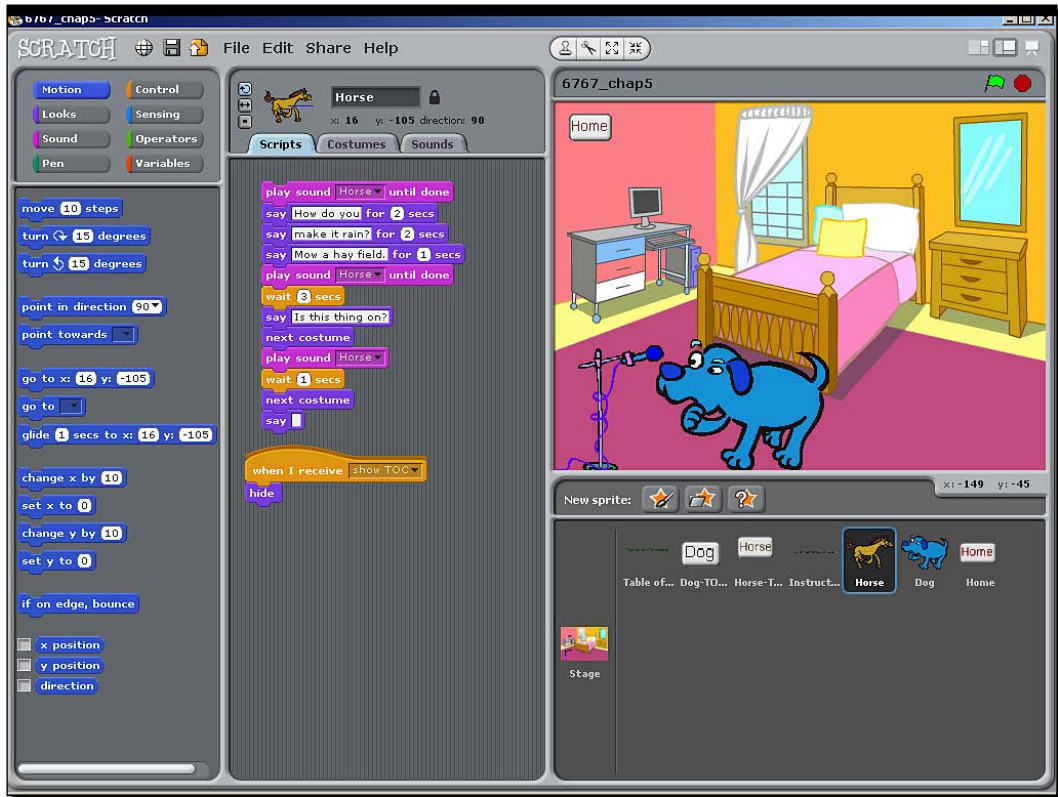 6767_chap5- Scratch
SCRATCH File Edit Share Help
Motion Control
Looks Sensing
Sound Operators
Pen Variables
move 10 steps
turn 15 degrees
turn 15 degrees
point in direction 90
point towards
go to x: 16 y: -105
go to
glide 1 secs to x: 16 y: -105
change x by 10
set x to 0
change y by 10
set y to 0
if on edge, bounce
x position
y position
direction
Horse
x: 16 y: -105 direction: 90
Scripts Costumes Sounds
play sound Horse until done
say How do you for 2 secs
say make it rain? for 2 secs
say Mow a hay field. for 1 secs
play sound Horse until done
wait 3 secs
say Is this thing on?
next costume
play sound Horse
wait 1 secs
next costume
say
when I receive show TOC
hide
6767_chap5
Home
x: -149 y: -45
New sprite:
Dog Horse Home
Table of... Dog-TO... Horse-T... Instruct... Horse Dog Home
Stage